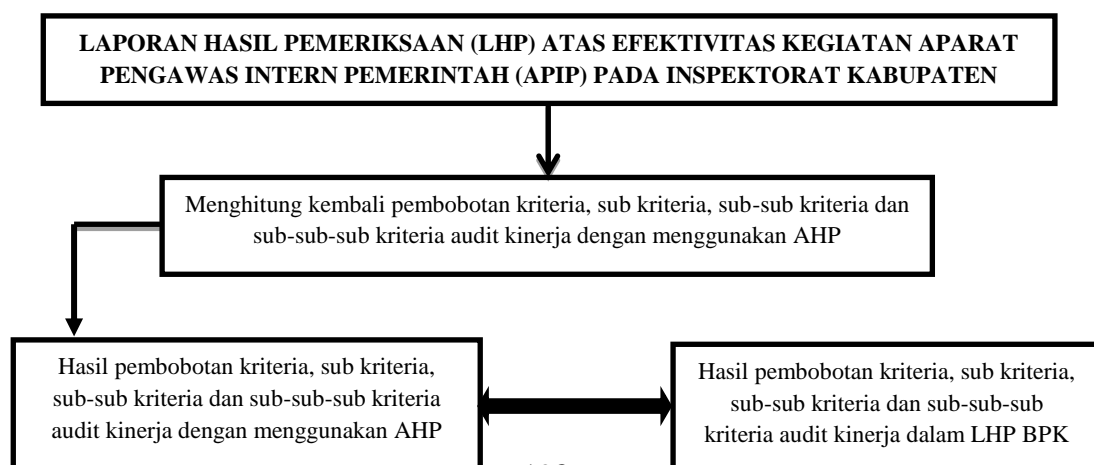 LAPORAN HASIL PEMERIKSAAN (LHP) ATAS EFEKTIVITAS KEGIATAN APARAT
PENGAWAS INTERN PEMERINTAH (APIP) PADA INSPEKTORAT KABUPATEN
Menghitung kembali pembobotan kriteria, sub kriteria, sub-sub kriteria dan
sub-sub-sub kriteria audit kinerja dengan menggunakan AHP
Hasil pembobotan kriteria, sub kriteria,
sub-sub kriteria dan sub-sub-sub kriteria
audit kinerja dengan menggunakan AHP
Hasil pembobotan kriteria, sub kriteria,
sub-sub kriteria dan sub-sub-sub
kriteria audit kinerja dalam LHP BPK